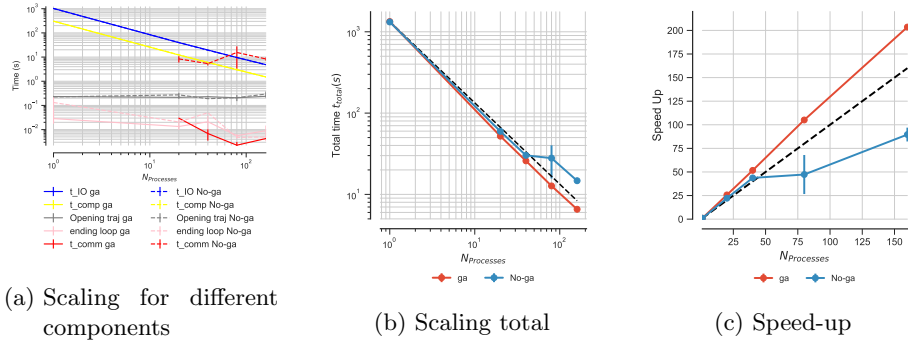 10³
10²
10¹
10⁰
10⁻¹
10⁻²
Time (s)
10⁰
10¹
10²
N_Processes
t_IO ga
t_IO No-ga
t_comp ga
t_comp No-ga
Opening traj ga
Opening traj No-ga
ending loop ga
ending loop No-ga
t_comm ga
t_comm No-ga
(a) Scaling for different
components
10³
10²
10¹
Total time t_total(s)
10⁰
10¹
10²
N_Processes
ga
No-ga
(b) Scaling total
200
175
150
125
100
75
50
25
0
Speed Up
25
50
75
100
125
150
N_Processes
ga
No-ga
(c) Speed-up